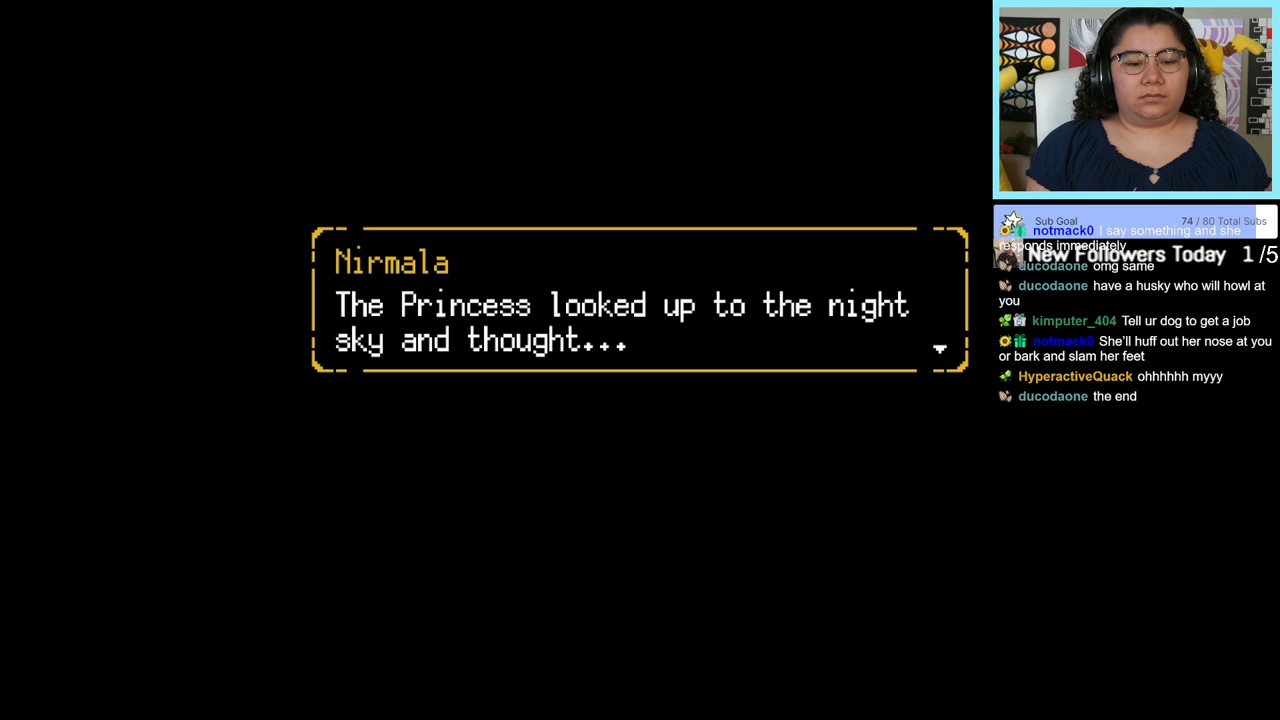 Nirmala
The Princess looked up to the night
sky and thought...
Sub Goal 74 / 80 Total Subs
notmack0 I say something and she
responds immediately
New Followers Today 1 /5
ducodaone omg same
ducodaone have a husky who will howl at
you
kimputer_404 Tell ur dog to get a job
notmack0 She'll huff out her nose at you
or bark and slam her feet
HyperactiveQuack ohhhhhh myyy
ducodaone the end